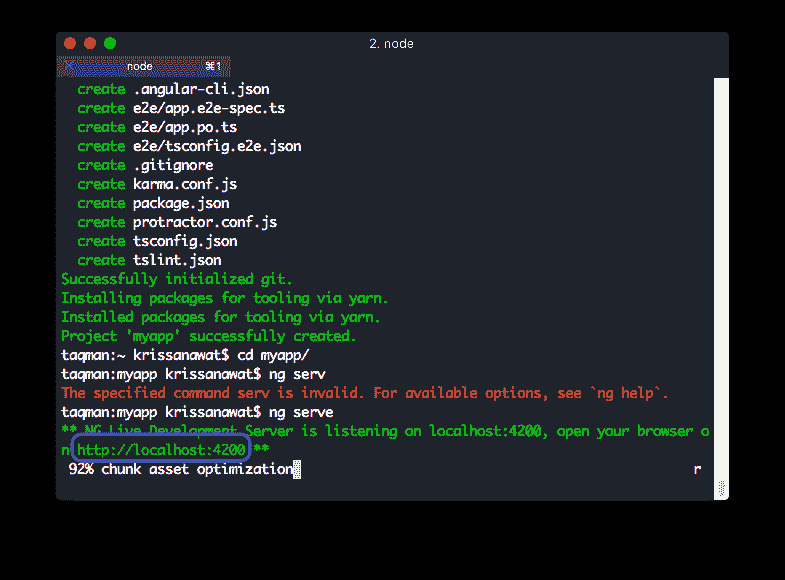 2. node
node ⌘1
create .angular-cli.json
create e2e/app.e2e-spec.ts
create e2e/app.po.ts
create e2e/tsconfig.e2e.json
create .gitignore
create karma.conf.js
create package.json
create protractor.conf.js
create tsconfig.json
create tslint.json
Successfully initialized git.
Installing packages for tooling via yarn.
Installed packages for tooling via yarn.
Project 'myapp' successfully created.
taqman:~ krissanawat$ cd myapp/
taqman:myapp krissanawat$ ng serv
The specified command serv is invalid. For available options, see `ng help`.
taqman:myapp krissanawat$ ng serve
** NG Live Development Server is listening on localhost:4200, open your browser o
n http://localhost:4200 **
92% chunk asset optimization r